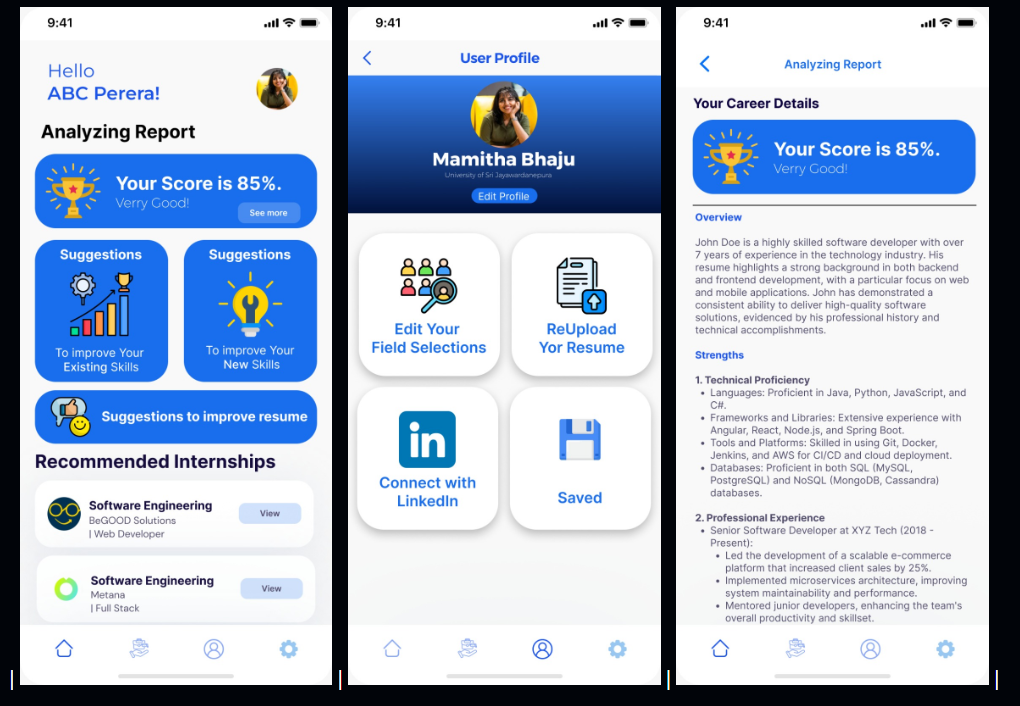 9:41
Hello
ABC Perera!
Analyzing Report
Your Score is 85%.
Verry Good!
See more
Suggestions
To improve Your
Existing Skills
Suggestions
To improve Your
New Skills
Suggestions to improve resume
Recommended Internships
Software Engineering
BeGOOD Solutions
| Web Developer
View
Software Engineering
Metana
| Full Stack
View
9:41
User Profile
Mamitha Bhaju
University of Sri Jayawardanepura
Edit Profile
Edit Your
Field Selections
ReUpload
Yor Resume
in
Connect with
LinkedIn
Saved
9:41
Analyzing Report
Your Career Details
Your Score is 85%.
Verry Good!
Overview
John Doe is a highly skilled software developer with over
7 years of experience in the technology industry. His
resume highlights a strong background in both backend
and frontend development, with a particular focus on web
and mobile applications. John has demonstrated a
consistent ability to deliver high-quality software
solutions, evidenced by his professional history and
technical accomplishments.
Strengths
1. Technical Proficiency
• Languages: Proficient in Java, Python, JavaScript, and
C#.
• Frameworks and Libraries: Extensive experience with
Angular, React, Node.js, and Spring Boot.
• Tools and Platforms: Skilled in using Git, Docker,
Jenkins, and AWS for CI/CD and cloud deployment.
• Databases: Proficient in both SQL (MySQL,
PostgreSQL) and NoSQL (MongoDB, Cassandra)
databases.
2. Professional Experience
• Senior Software Developer at XYZ Tech (2018 -
Present):
• Led the development of a scalable e-commerce
platform that increased client sales by 25%.
• Implemented microservices architecture, improving
system maintainability and performance.
• Mentored junior developers, enhancing the team's
overall productivity and skillset.